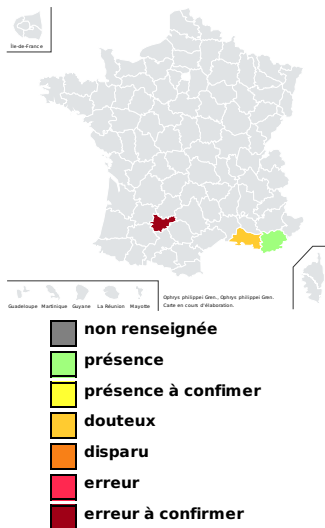 Île-de-France
Guadeloupe Martinique Guyane La Réunion Mayotte
Ophrys philippei Gren., Ophrys philippei Gren.
Carte en cours d'élaboration.
non renseignée
présence
présence à confimer
douteux
disparu
erreur
erreur à confirmer